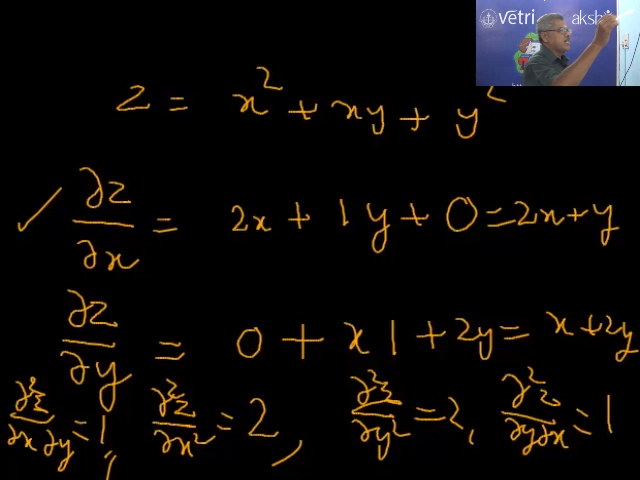 vetri akshi
z = x² + xy + y²
✓ ∂z/∂x = 2x + 1y + 0 = 2x + y
∂z/∂y = 0 + x1 + 2y = x + 2y
∂²z/∂x∂y = 1, ∂²z/∂x² = 2, ∂²z/∂y² = 2, ∂²z/∂y∂x = 1